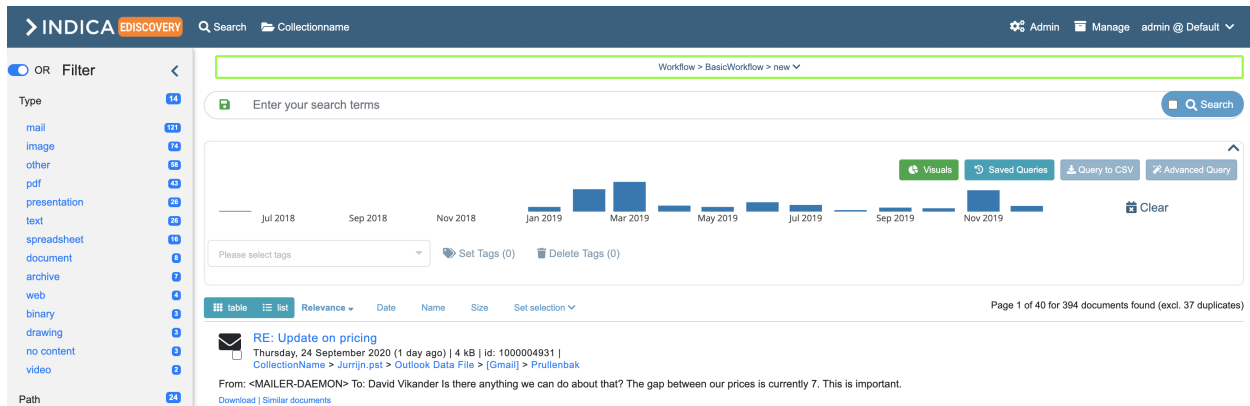 INDICA EDISCOVERY Search Collectionname Admin Manage admin @ Default
OR Filter
Type 14
mail 121
image 74
other 58
pdf 43
presentation 26
text 26
spreadsheet 16
document 8
archive 7
web 4
binary 3
drawing 3
no content 3
video 2
Path 24
Workflow > BasicWorkflow > new
Enter your search terms Search
Visuals Saved Queries Query to CSV Advanced Query
Jul 2018 Sep 2018 Nov 2018 Jan 2019 Mar 2019 May 2019 Jul 2019 Sep 2019 Nov 2019
Clear
Please select tags Set Tags (0) Delete Tags (0)
table list Relevance Date Name Size Set selection Page 1 of 40 for 394 documents found (excl. 37 duplicates)
RE: Update on pricing
Thursday, 24 September 2020 (1 day ago) | 4 kB | id: 1000004931 |
CollectionName > Jurrijn.pst > Outlook Data File > [Gmail] > Prullenbak
From: <MAILER-DAEMON> To: David Vikander Is there anything we can do about that? The gap between our prices is currently 7. This is important.
Download | Similar documents